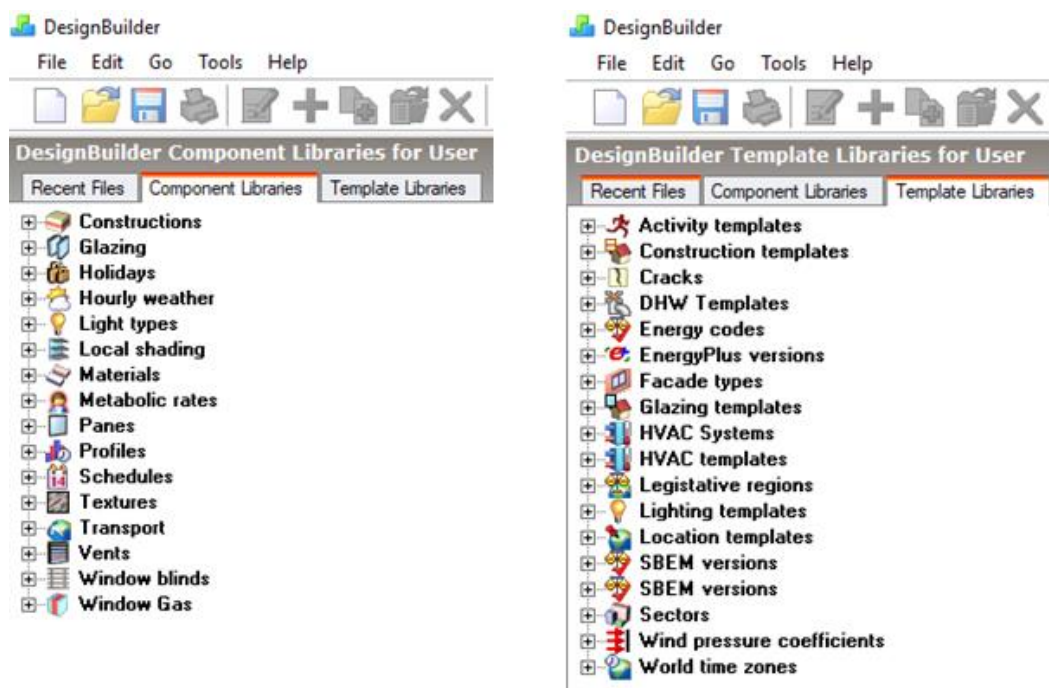 DesignBuilder
File Edit Go Tools Help
DesignBuilder Component Libraries for User
Recent Files Component Libraries Template Libraries
Constructions
Glazing
Holidays
Hourly weather
Light types
Local shading
Materials
Metabolic rates
Panes
Profiles
14
Schedules
Textures
Transport
Vents
Window blinds
Window Gas
DesignBuilder
File Edit Go Tools Help
DesignBuilder Template Libraries for User
Recent Files Component Libraries Template Libraries
Activity templates
Construction templates
Cracks
DHW Templates
Energy codes
EnergyPlus versions
Facade types
Glazing templates
HVAC Systems
HVAC templates
Legistative regions
Lighting templates
Location templates
SBEM versions
SBEM versions
Sectors
Wind pressure coefficients
World time zones